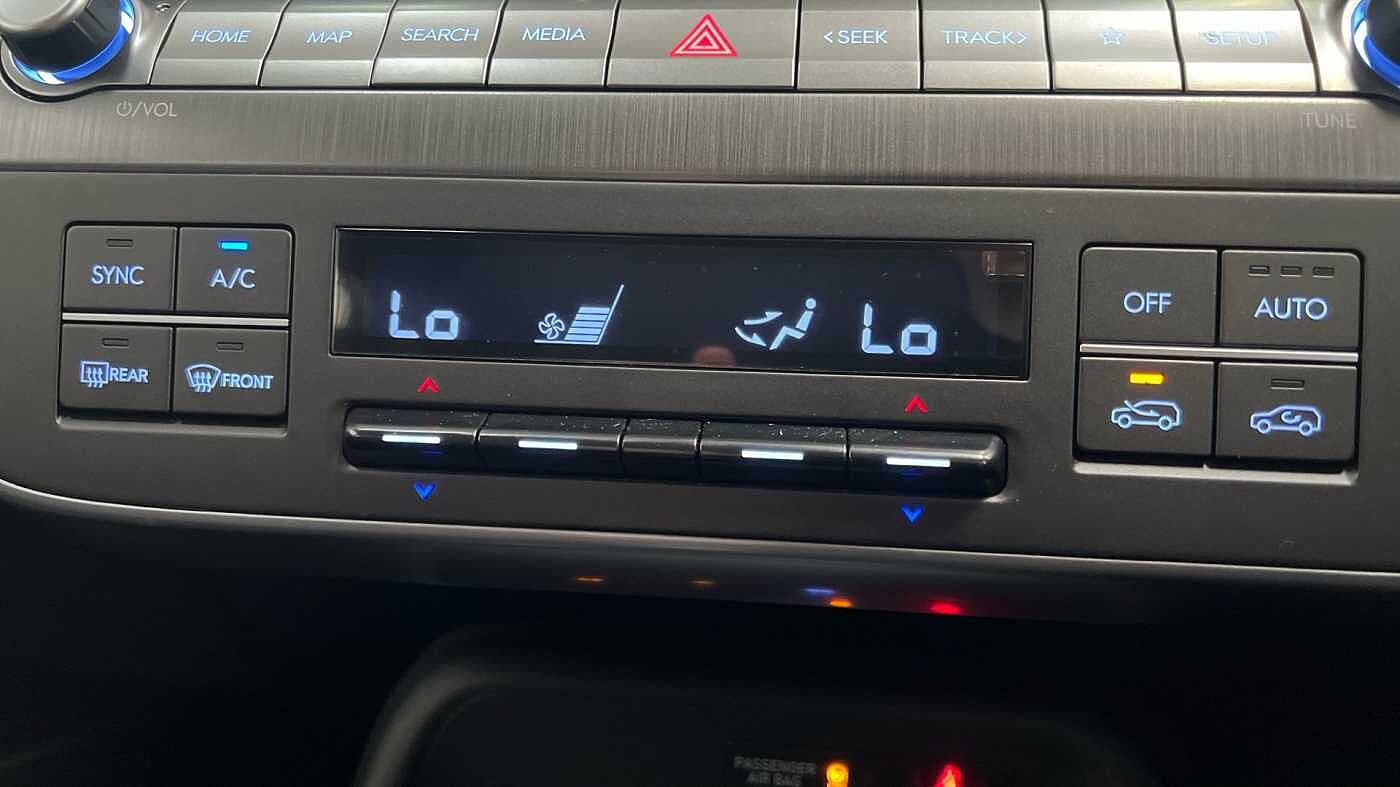 HOME MAP SEARCH MEDIA <SEEK TRACK> SETUP
⏻/VOL TUNE
SYNC A/C
Lo Lo
OFF AUTO
REAR FRONT
PASSENGER
AIR BAG